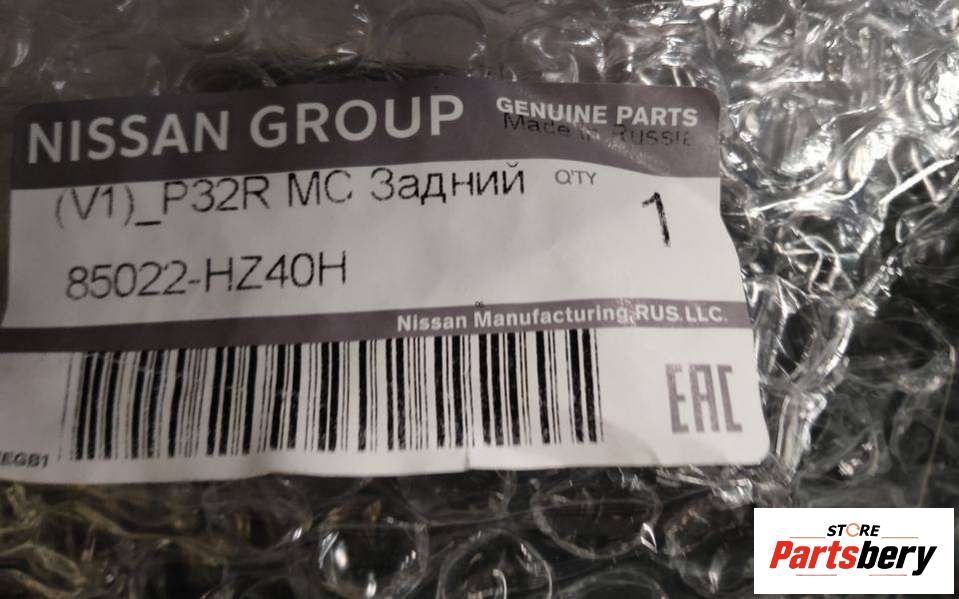 NISSAN GROUP
GENUINE PARTS
Made in Russia
(V1)_P32R MC Задний
Q'TY
1
85022-HZ40H
Nissan Manufacturing RUS LLC.
EAC
EGB1
STORE
Partsbery